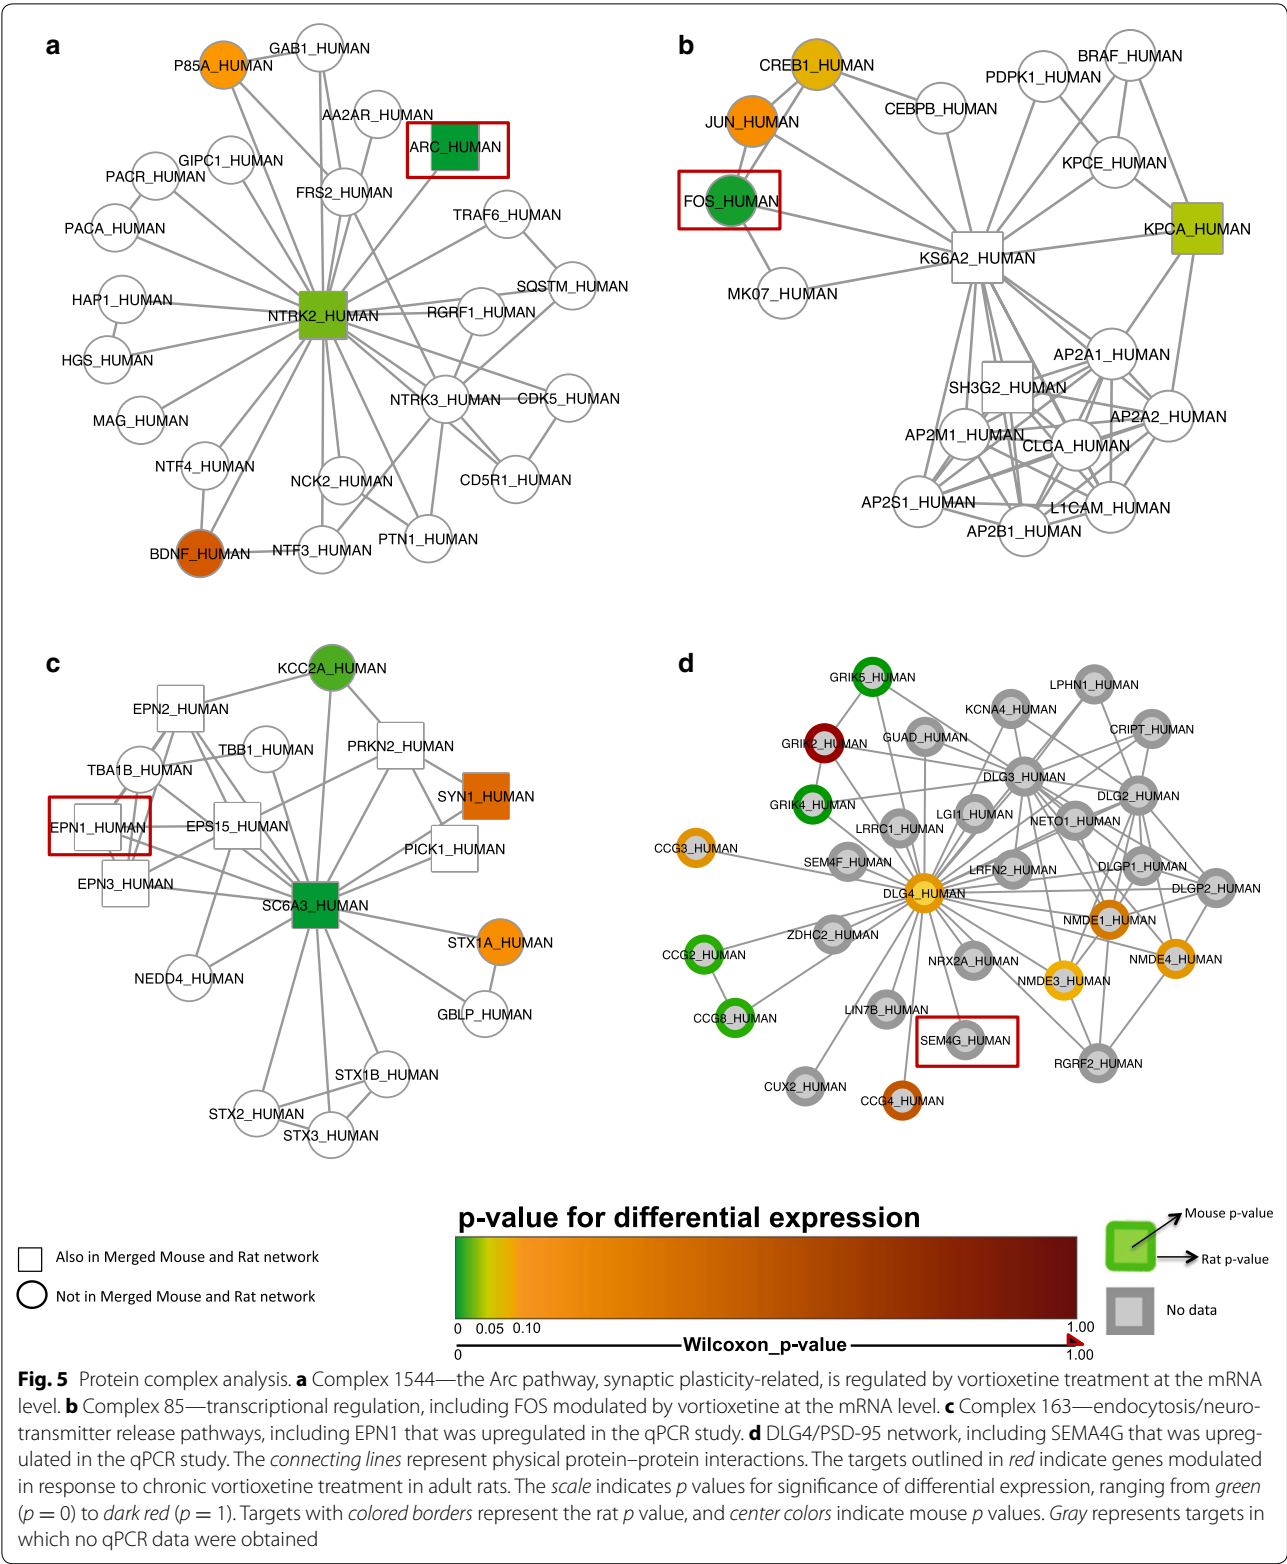 a
GAB1_HUMAN
P85A_HUMAN
AA2AR_HUMAN
ARC_HUMAN
GIPC1_HUMAN
PACR_HUMAN
FRS2_HUMAN
TRAF6_HUMAN
PACA_HUMAN
SQSTM_HUMAN
HAP1_HUMAN
NTRK2_HUMAN
RGRF1_HUMAN
HGS_HUMAN
NTRK3_HUMAN
CDK5_HUMAN
MAG_HUMAN
NTF4_HUMAN
NCK2_HUMAN
CD5R1_HUMAN
PTN1_HUMAN
BDNF_HUMAN
NTF3_HUMAN
b
CREB1_HUMAN
PDPK1_HUMAN
BRAF_HUMAN
CEBPB_HUMAN
JUN_HUMAN
KPCE_HUMAN
FOS_HUMAN
KPCA_HUMAN
KS6A2_HUMAN
MK07_HUMAN
AP2A1_HUMAN
SH3G2_HUMAN
AP2A2_HUMAN
AP2M1_HUMAN
CLCA_HUMAN
AP2S1_HUMAN
L1CAM_HUMAN
AP2B1_HUMAN
c
KCC2A_HUMAN
EPN2_HUMAN
TBB1_HUMAN
PRKN2_HUMAN
TBA1B_HUMAN
SYN1_HUMAN
EPN1_HUMAN
EPS15_HUMAN
PICK1_HUMAN
EPN3_HUMAN
SC6A3_HUMAN
STX1A_HUMAN
NEDD4_HUMAN
GBLP_HUMAN
STX1B_HUMAN
STX2_HUMAN
STX3_HUMAN
d
GRIK5_HUMAN
LPHN1_HUMAN
KCNA4_HUMAN
CRIPT_HUMAN
GRIK2_HUMAN
GUAD_HUMAN
DLG3_HUMAN
DLG2_HUMAN
GRIK4_HUMAN
LGI1_HUMAN
NETO1_HUMAN
LRRC1_HUMAN
CCG3_HUMAN
SEM4F_HUMAN
LRFN2_HUMAN
DLGP1_HUMAN
DLGP2_HUMAN
DLG4_HUMAN
NMDE1_HUMAN
ZDHC2_HUMAN
CCG2_HUMAN
NRX2A_HUMAN
NMDE4_HUMAN
NMDE3_HUMAN
LIN7B_HUMAN
CCG8_HUMAN
SEM4G_HUMAN
RGRF2_HUMAN
CUX2_HUMAN
CCG4_HUMAN
p-value for differential expression
0 0.05 0.10 1.00
Wilcoxon_p-value
0 1.00
Also in Merged Mouse and Rat network
Not in Merged Mouse and Rat network
Mouse p-value
Rat p-value
No data
Fig. 5 Protein complex analysis. a Complex 1544—the Arc pathway, synaptic plasticity-related, is regulated by vortioxetine treatment at the mRNA
level. b Complex 85—transcriptional regulation, including FOS modulated by vortioxetine at the mRNA level. c Complex 163—endocytosis/neuro-
transmitter release pathways, including EPN1 that was upregulated in the qPCR study. d DLG4/PSD-95 network, including SEMA4G that was upreg-
ulated in the qPCR study. The connecting lines represent physical protein–protein interactions. The targets outlined in red indicate genes modulated
in response to chronic vortioxetine treatment in adult rats. The scale indicates p values for significance of differential expression, ranging from green
(p = 0) to dark red (p = 1). Targets with colored borders represent the rat p value, and center colors indicate mouse p values. Gray represents targets in
which no qPCR data were obtained